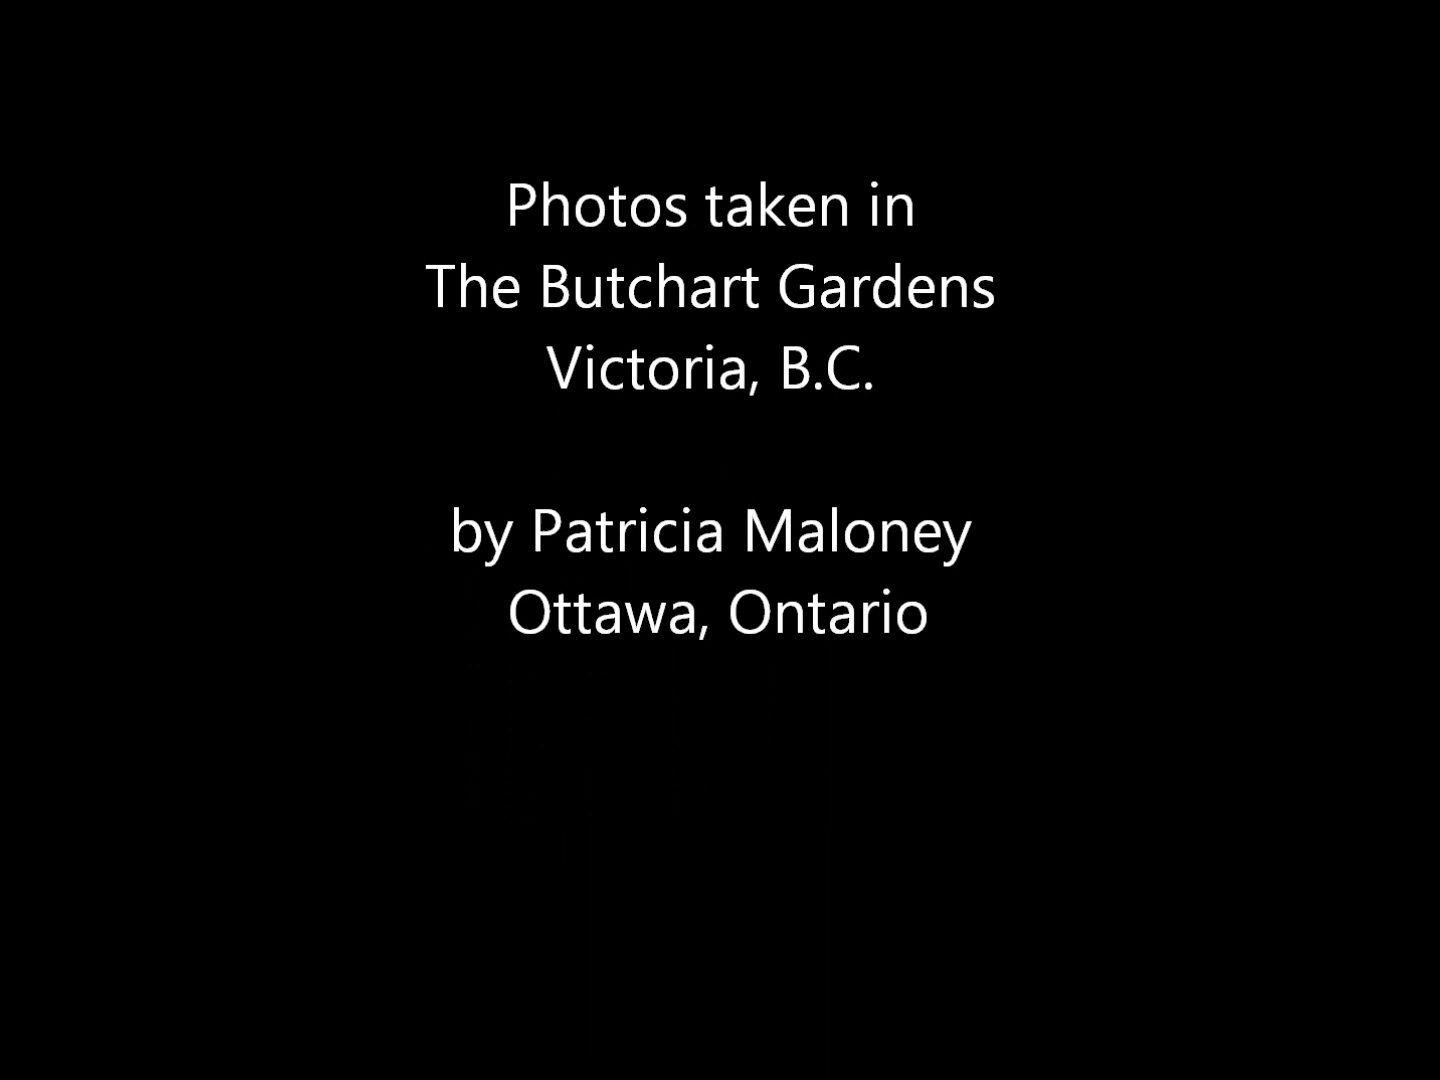 Photos taken in
The Butchart Gardens
Victoria, B.C.
by Patricia Maloney
Ottawa, Ontario